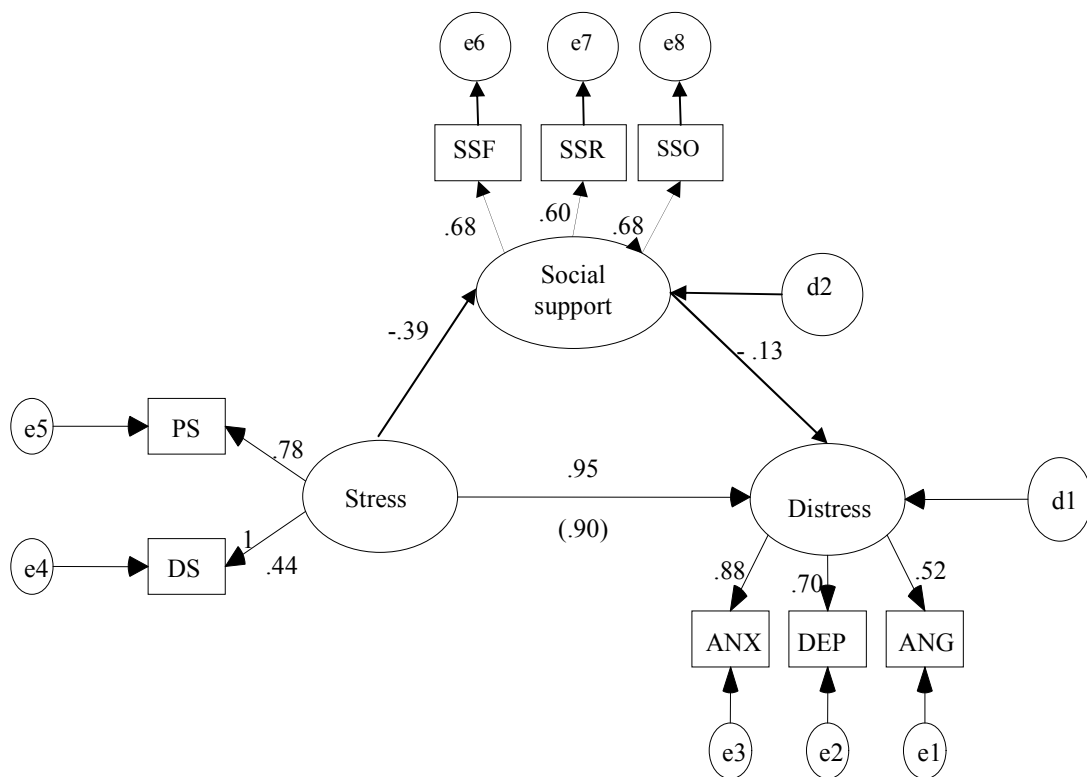 e6
e7
e8
SSF
SSR
SSO
.68
.60
.68
Social
support
d2
-.39
- .13
e5
PS
.78
Stress
.95
(.90)
Distress
d1
e4
DS
1
.44
.88
.70
.52
ANX
DEP
ANG
e3
e2
e1